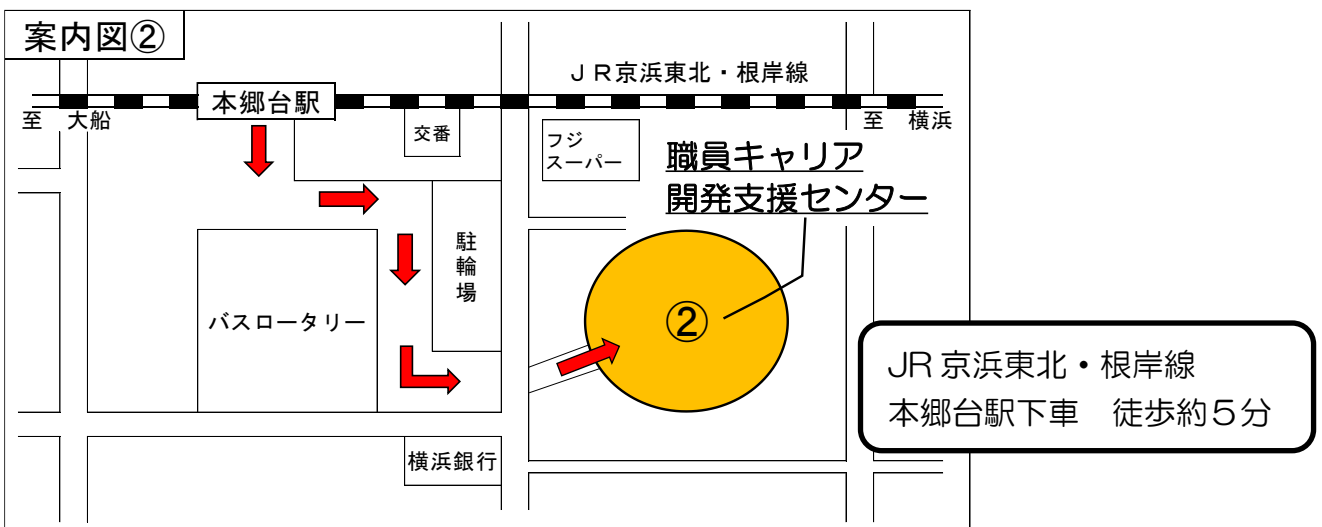 案内図②
ＪＲ京浜東北・根岸線
本郷台駅
至　大船
至　横浜
交番
フジ
スーパー
職員キャリア
開発支援センター
駐輪場
バスロータリー
②
JR京浜東北・根岸線
本郷台駅下車　徒歩約５分
横浜銀行